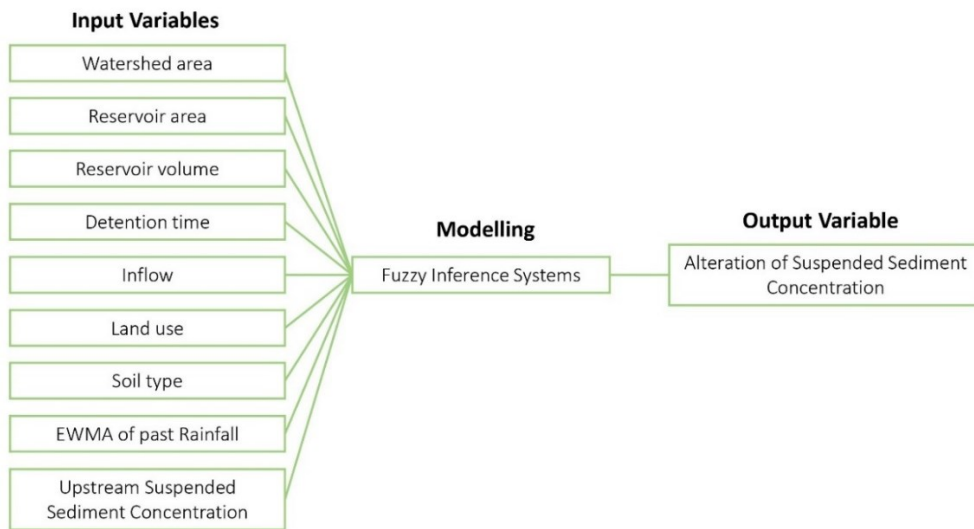 Input Variables
Watershed area
Reservoir area
Reservoir volume
Detention time
Inflow
Land use
Soil type
EWMA of past Rainfall
Upstream Suspended
Sediment Concentration
Modelling
Fuzzy Inference Systems
Output Variable
Alteration of Suspended Sediment
Concentration